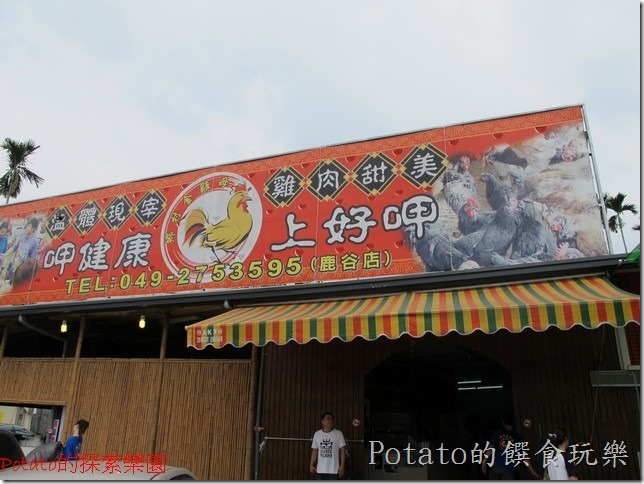 溫體現宰
雞肉甜美
呷健康
上好呷
TEL:049-2753595(鹿谷店)
Potato的饌食玩樂
Potato的探索樂園